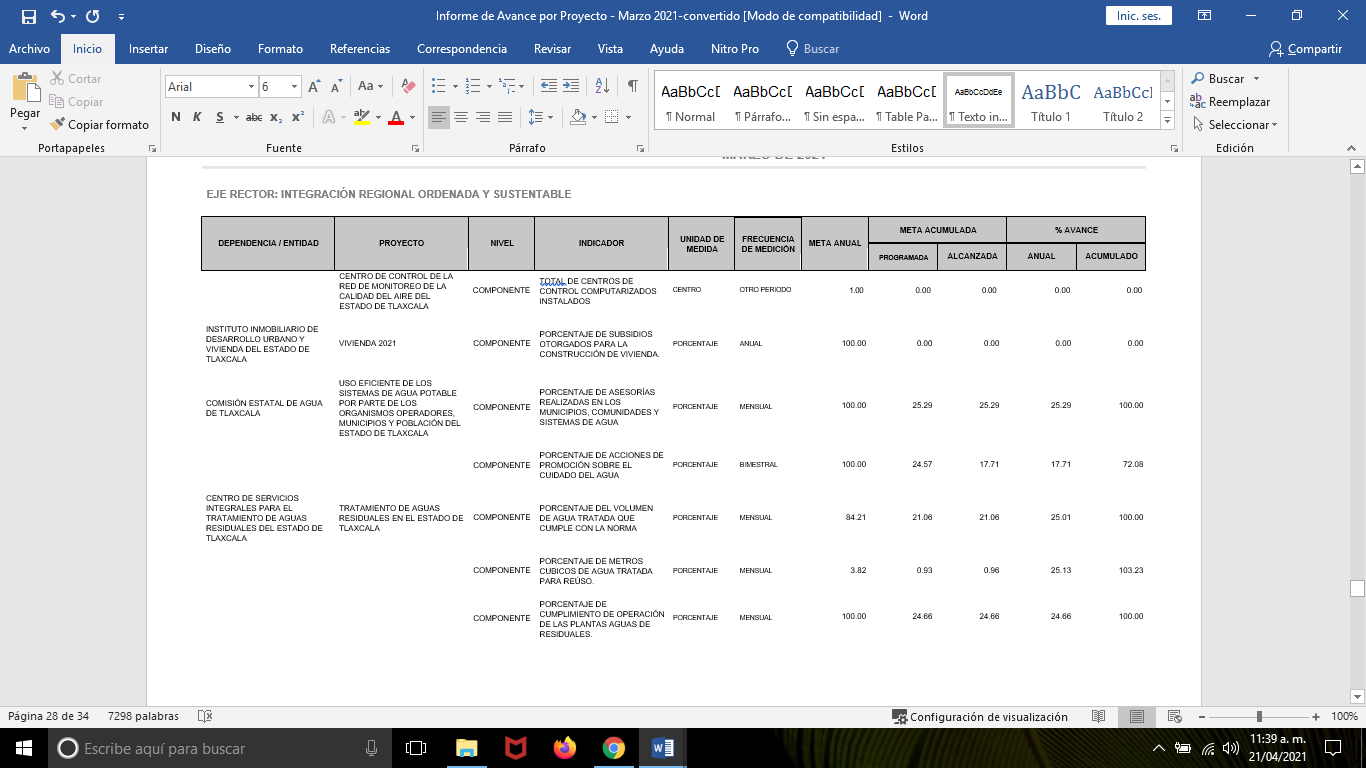 Informe de Avance por Proyecto - Marzo 2021-convertido [Modo de compatibilidad] - Word
Inic. ses.
Archivo Inicio Insertar Diseño Formato Referencias Correspondencia Revisar Vista Ayuda Nitro Pro Buscar Compartir
Pegar
Cortar
Copiar
Copiar formato
Portapapeles
Arial 6
N K S abc x₂ x²
Fuente
Párrafo
AaBbCcD AaBbCcD AaBbCcD AaBbCcD AaBbCcDdEe AaBbC AaBbCcI
¶ Normal ¶ Párrafo... ¶ Sin espa... ¶ Table Pa... ¶ Texto in... Título 1 Título 2
Estilos
Buscar
Reemplazar
Seleccionar
Edición
MARZO DE 2021
EJE RECTOR: INTEGRACIÓN REGIONAL ORDENADA Y SUSTENTABLE
DEPENDENCIA / ENTIDAD PROYECTO NIVEL INDICADOR UNIDAD DE MEDIDA FRECUENCIA DE MEDICIÓN META ANUAL META ACUMULADA % AVANCE
PROGRAMADA ALCANZADA ANUAL ACUMULADO
CENTRO DE CONTROL DE LA
RED DE MONITOREO DE LA
CALIDAD DEL AIRE DEL
ESTADO DE TLAXCALA
COMPONENTE
TOTAL DE CENTROS DE
CONTROL COMPUTARIZADOS
INSTALADOS
CENTRO OTRO PERIODO 1.00 0.00 0.00 0.00 0.00
INSTITUTO INMOBILIARIO DE
DESARROLLO URBANO Y
VIVIENDA DEL ESTADO DE
TLAXCALA
VIVIENDA 2021
COMPONENTE
PORCENTAJE DE SUBSIDIOS
OTORGADOS PARA LA
CONSTRUCCIÓN DE VIVIENDA.
PORCENTAJE ANUAL 100.00 0.00 0.00 0.00 0.00
COMISIÓN ESTATAL DE AGUA
DE TLAXCALA
USO EFICIENTE DE LOS
SISTEMAS DE AGUA POTABLE
POR PARTE DE LOS
ORGANISMOS OPERADORES,
MUNICIPIOS Y POBLACIÓN DEL
ESTADO DE TLAXCALA
COMPONENTE
PORCENTAJE DE ASESORÍAS
REALIZADAS EN LOS
MUNICIPIOS, COMUNIDADES Y
SISTEMAS DE AGUA
PORCENTAJE MENSUAL 100.00 25.29 25.29 25.29 100.00
COMPONENTE
PORCENTAJE DE ACCIONES DE
PROMOCIÓN SOBRE EL
CUIDADO DEL AGUA
PORCENTAJE BIMESTRAL 100.00 24.57 17.71 17.71 72.08
CENTRO DE SERVICIOS
INTEGRALES PARA EL
TRATAMIENTO DE AGUAS
RESIDUALES DEL ESTADO DE
TLAXCALA
TRATAMIENTO DE AGUAS
RESIDUALES EN EL ESTADO DE
TLAXCALA
COMPONENTE
PORCENTAJE DEL VOLUMEN
DE AGUA TRATADA QUE
CUMPLE CON LA NORMA
PORCENTAJE MENSUAL 84.21 21.06 21.06 25.01 100.00
COMPONENTE
PORCENTAJE DE METROS
CUBICOS DE AGUA TRATADA
PARA REÚSO.
PORCENTAJE MENSUAL 3.82 0.93 0.96 25.13 103.23
COMPONENTE
PORCENTAJE DE
CUMPLIMIENTO DE OPERACIÓN
DE LAS PLANTAS AGUAS DE
RESIDUALES.
PORCENTAJE MENSUAL 100.00 24.66 24.66 24.66 100.00
Página 28 de 34 7298 palabras Configuración de visualización 100%
Escribe aquí para buscar
11:39 a. m.
21/04/2021